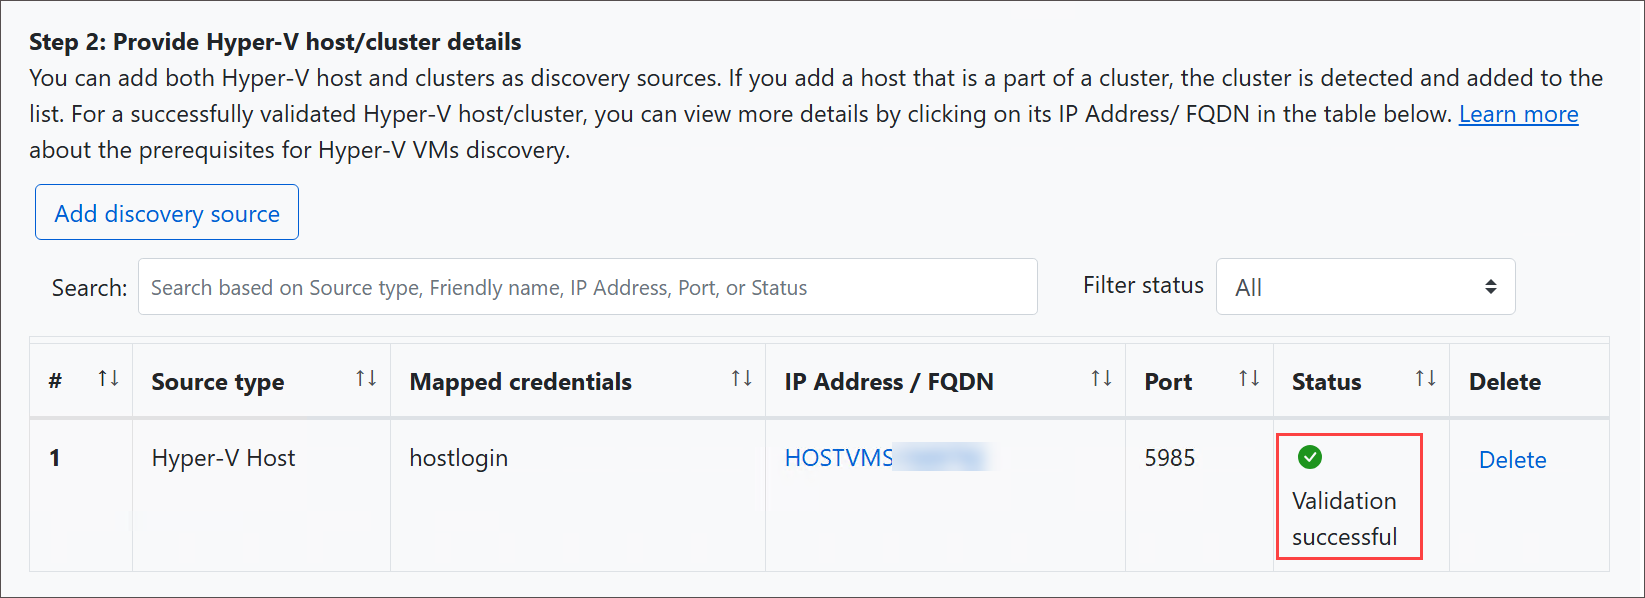 Step 2: Provide Hyper-V host/cluster details
You can add both Hyper-V host and clusters as discovery sources. If you add a host that is a part of a cluster, the cluster is detected and added to the
list. For a successfully validated Hyper-V host/cluster, you can view more details by clicking on its IP Address/ FQDN in the table below. Learn more
about the prerequisites for Hyper-V VMs discovery.
Add discovery source
Search: Search based on Source type, Friendly name, IP Address, Port, or Status Filter status All
# ↑↓ Source type ↑↓ Mapped credentials ↑↓ IP Address / FQDN ↑↓ Port ↑↓ Status ↑↓ Delete
1 Hyper-V Host hostlogin HOSTVMS 5985 Delete
Validation
successful